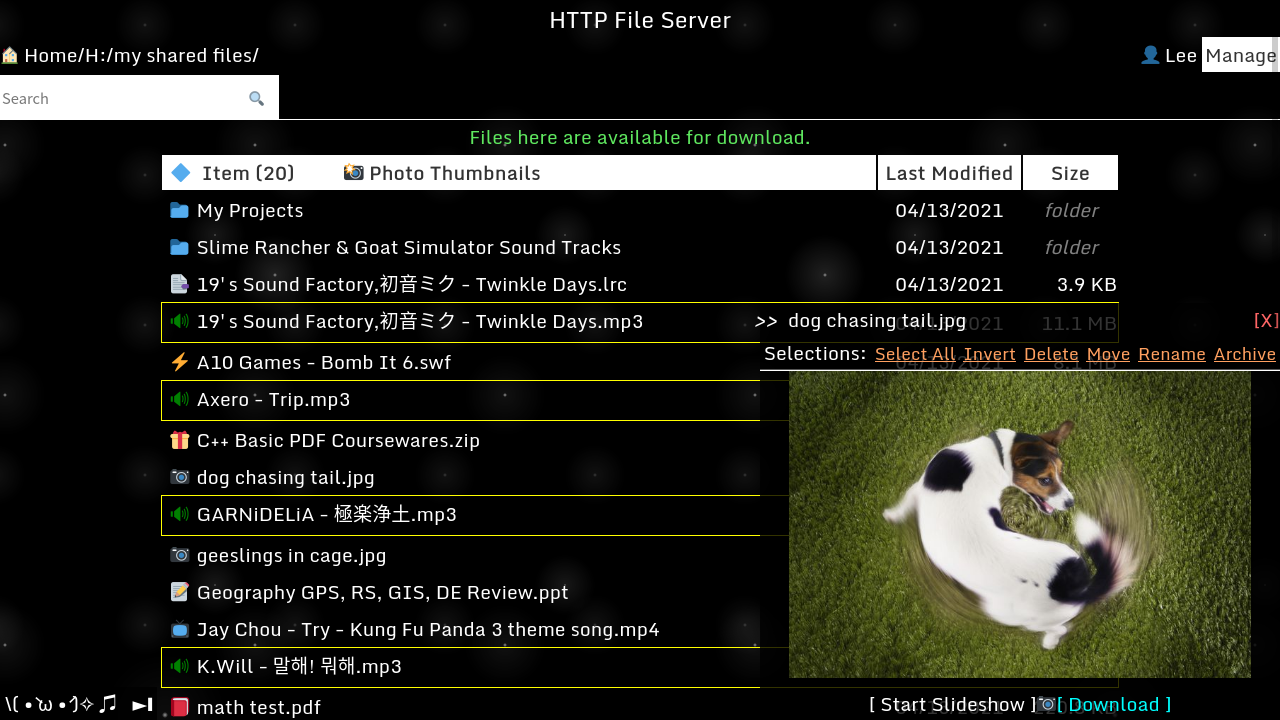 HTTP File Server
Home/H:/my shared files/
Lee Manage
Search
Files here are available for download.
Item (20) Photo Thumbnails Last Modified Size
My Projects 04/13/2021 folder
Slime Rancher & Goat Simulator Sound Tracks 04/13/2021 folder
19's Sound Factory,初音ミク - Twinkle Days.lrc 04/13/2021 3.9 KB
19's Sound Factory,初音ミク - Twinkle Days.mp3 04/13/2021 11.1 MB
>> dog chasing tail.jpg [X]
Selections: Select All Invert Delete Move Rename Archive
A10 Games - Bomb It 6.swf 04/13/2021 8.1 MB
Axero - Trip.mp3
C++ Basic PDF Coursewares.zip
dog chasing tail.jpg
GARNiDELiA - 極楽浄土.mp3
geeslings in cage.jpg
Geography GPS, RS, GIS, DE Review.ppt
Jay Chou - Try - Kung Fu Panda 3 theme song.mp4
K.Will - 말해! 뭐해.mp3
math test.pdf
\( •̀ ω •́ )✧ ♫ ►❙
[ Start Slideshow ] [ Download ]